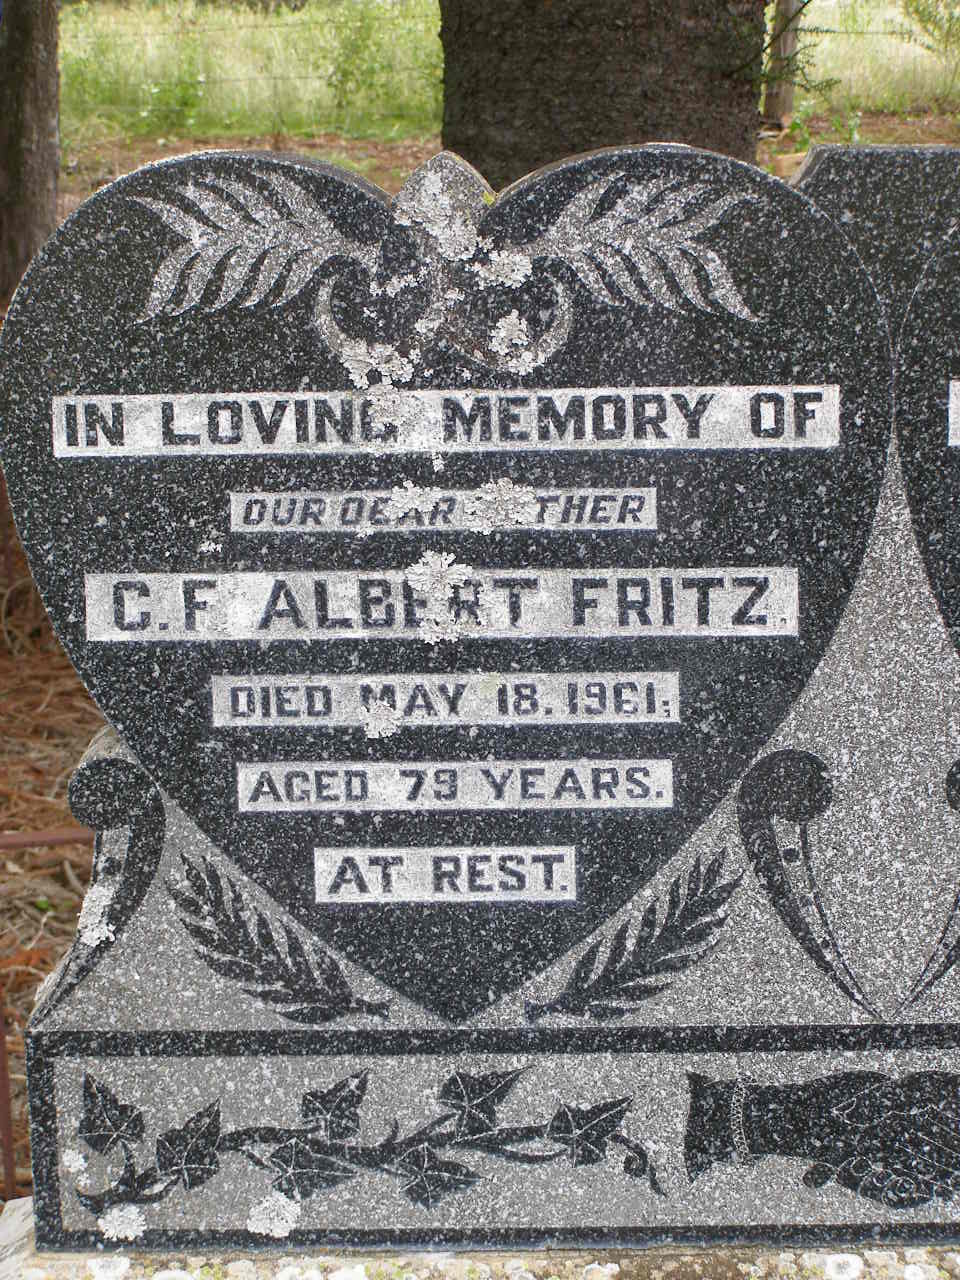 IN LOVING MEMORY OF
OUR DEAR FATHER
C.F ALBERT FRITZ.
DIED MAY 18. 1961;
AGED 79 YEARS.
AT REST.